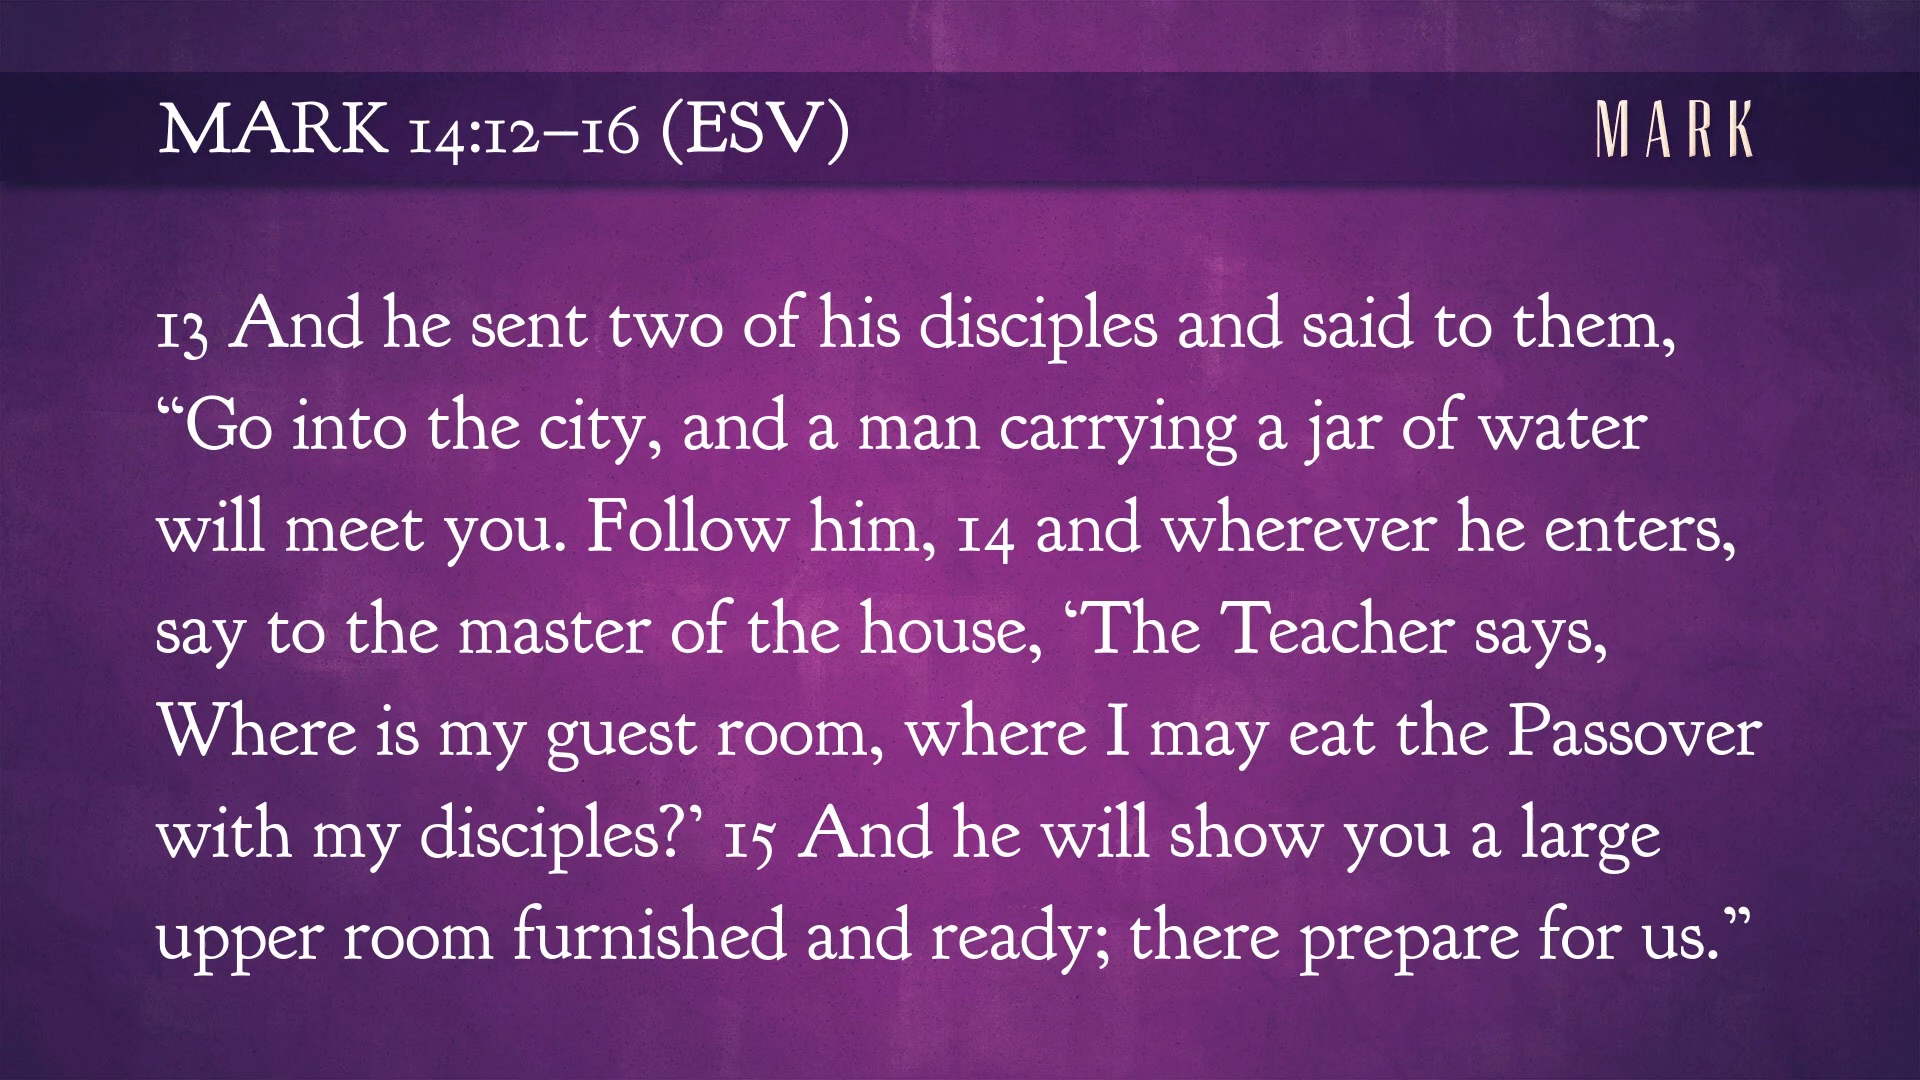 MARK 14:12–16 (ESV)
MARK
13 And he sent two of his disciples and said to them,
“Go into the city, and a man carrying a jar of water
will meet you. Follow him, 14 and wherever he enters,
say to the master of the house, ‘The Teacher says,
Where is my guest room, where I may eat the Passover
with my disciples?’ 15 And he will show you a large
upper room furnished and ready; there prepare for us.”